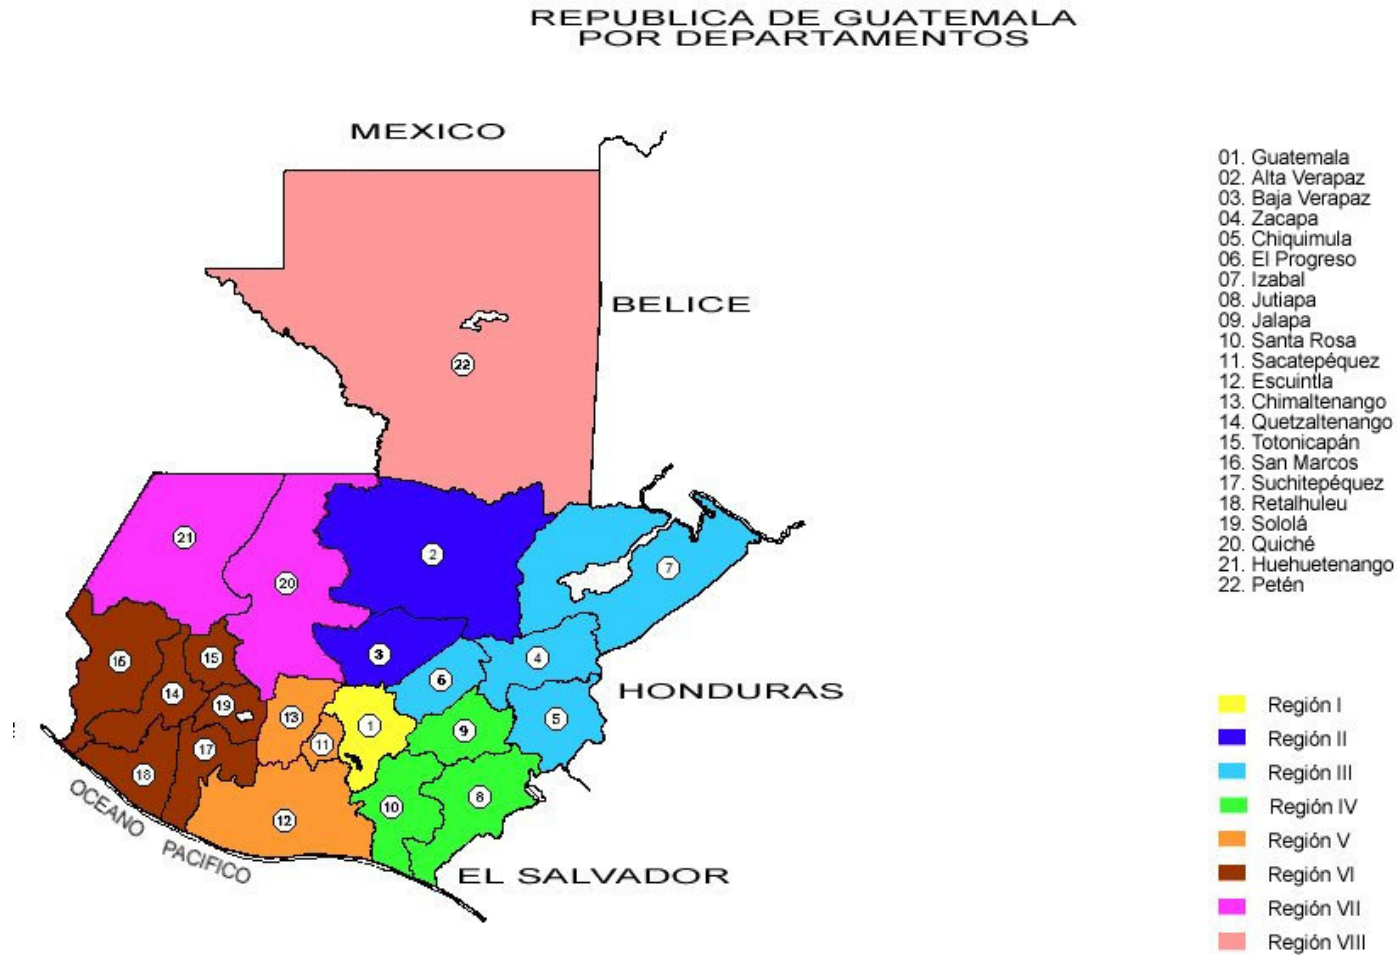 REPUBLICA DE GUATEMALA
POR DEPARTAMENTOS
MEXICO
BELICE
HONDURAS
EL SALVADOR
OCEANO PACIFICO
22
21
20
2
7
3
16
15
14
19
13
11
1
6
4
5
9
17
18
12
10
8
01. Guatemala
02. Alta Verapaz
03. Baja Verapaz
04. Zacapa
05. Chiquimula
06. El Progreso
07. Izabal
08. Jutiapa
09. Jalapa
10. Santa Rosa
11. Sacatepéquez
12. Escuintla
13. Chimaltenango
14. Quetzaltenango
15. Totonicapán
16. San Marcos
17. Suchitepéquez
18. Retalhuleu
19. Sololá
20. Quiché
21. Huehuetenango
22. Petén
Región I
Región II
Región III
Región IV
Región V
Región VI
Región VII
Región VIII